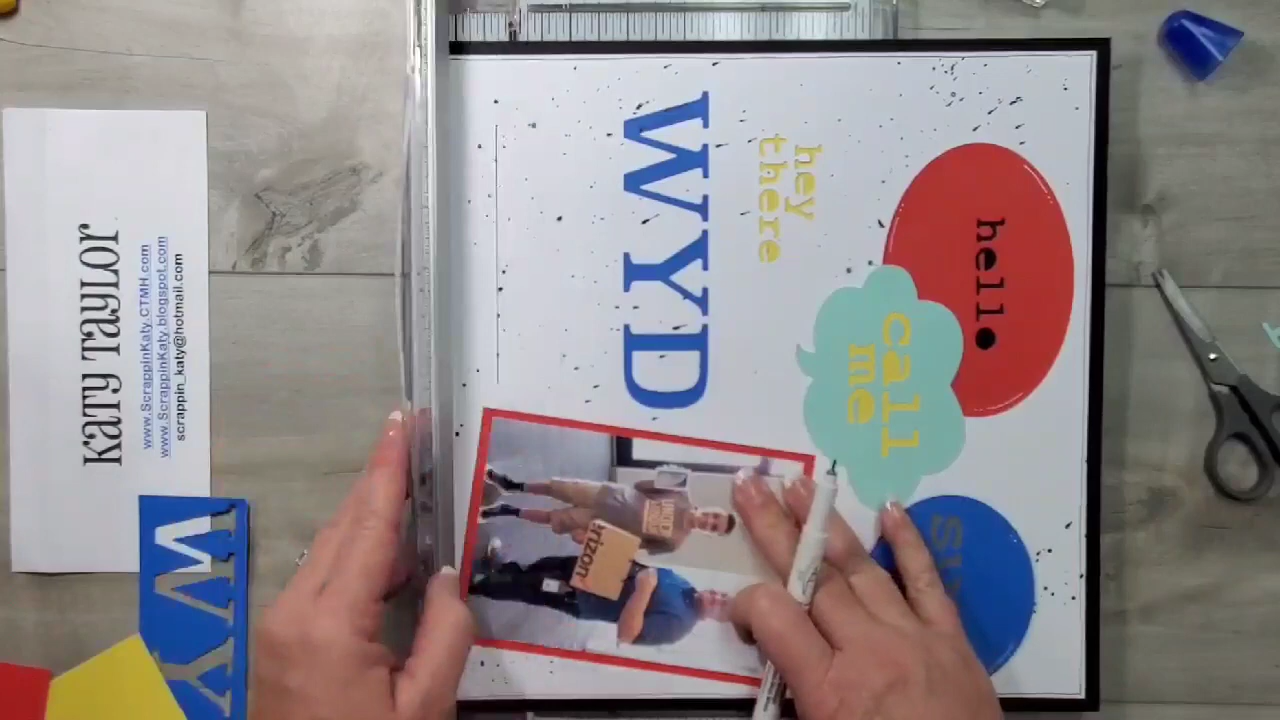 KATY TAYLOR
www.ScrappinKaty.CTMH.com
www.ScrappinKaty.blogspot.com
scrappin_katy@hotmail.com
hello
call
me
hey
there
WYD
WY